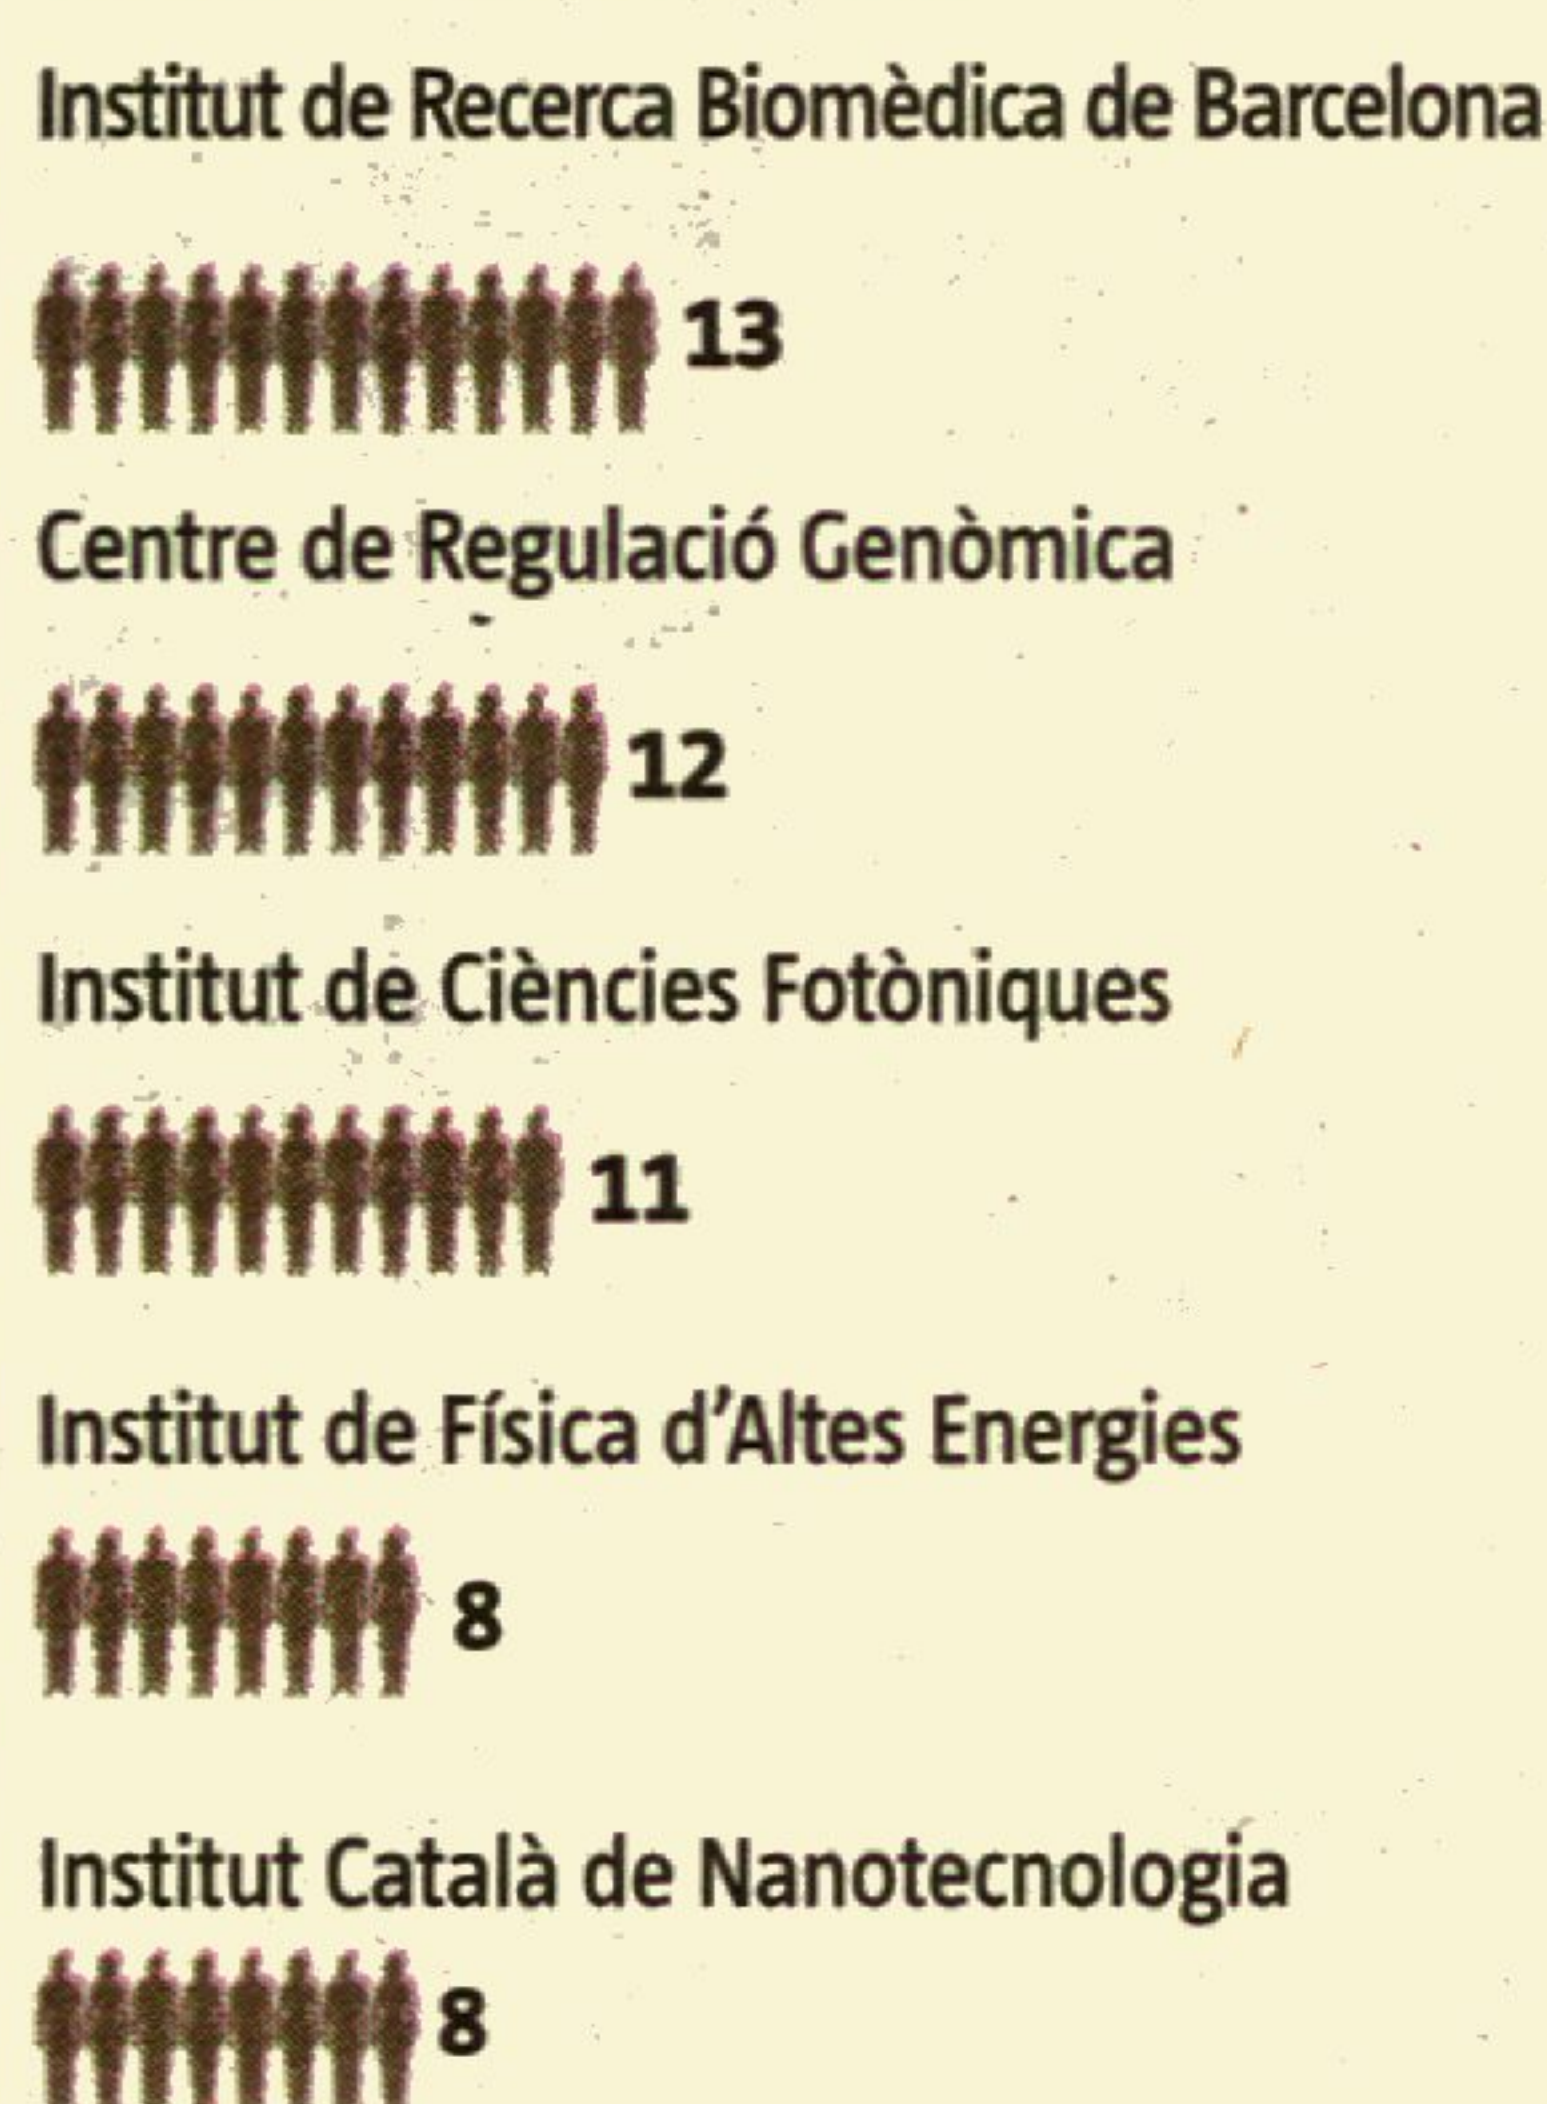 Institut de Recerca Biomèdica de Barcelona
13
Centre de Regulació Genòmica
12
Institut de Ciències Fotòniques
11
Institut de Física d’Altes Energies
8
Institut Català de Nanotecnologia
8